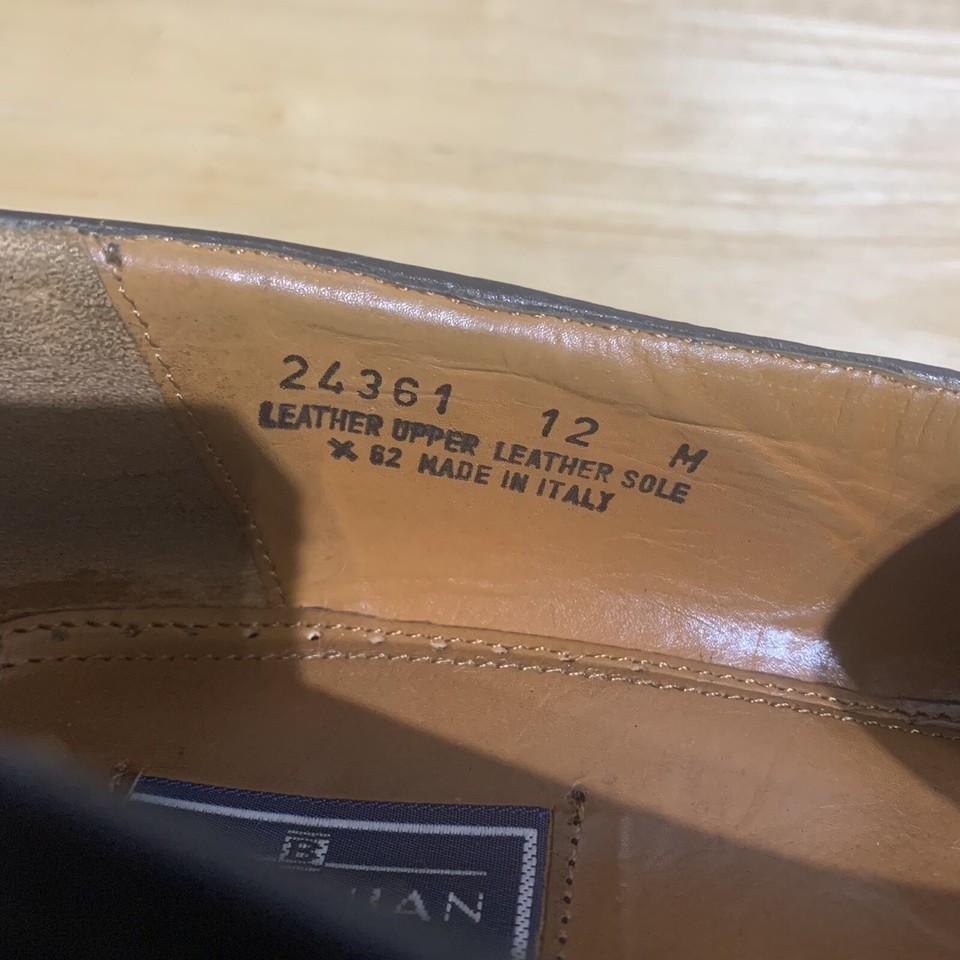 24361 12 M
LEATHER UPPER LEATHER SOLE
X 62 MADE IN ITALY
B